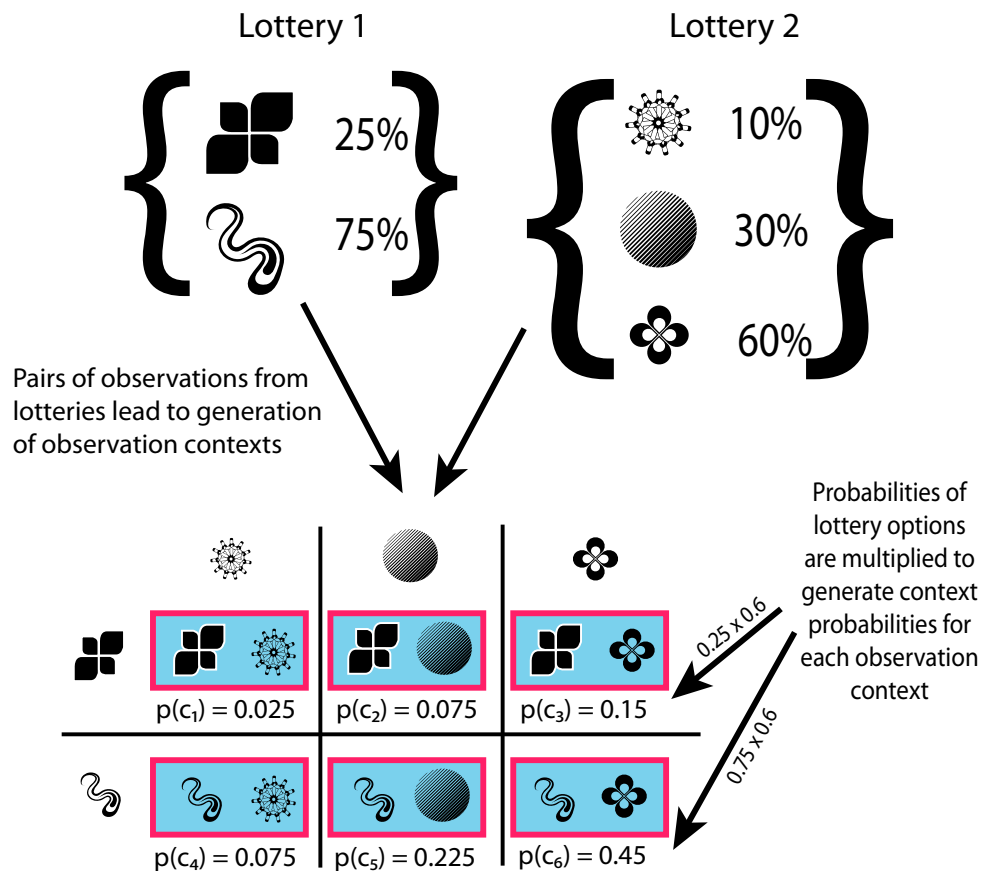 Lottery 1
Lottery 2
25%
75%
10%
30%
60%
Pairs of observations from
lotteries lead to generation
of observation contexts
Probabilities of
lottery options
are multiplied to
generate context
probabilities for
each observation
context
0.25 x 0.6
0.75 x 0.6
p(c₁) = 0.025
p(c₂) = 0.075
p(c₃) = 0.15
p(c₄) = 0.075
p(c₅) = 0.225
p(c₆) = 0.45